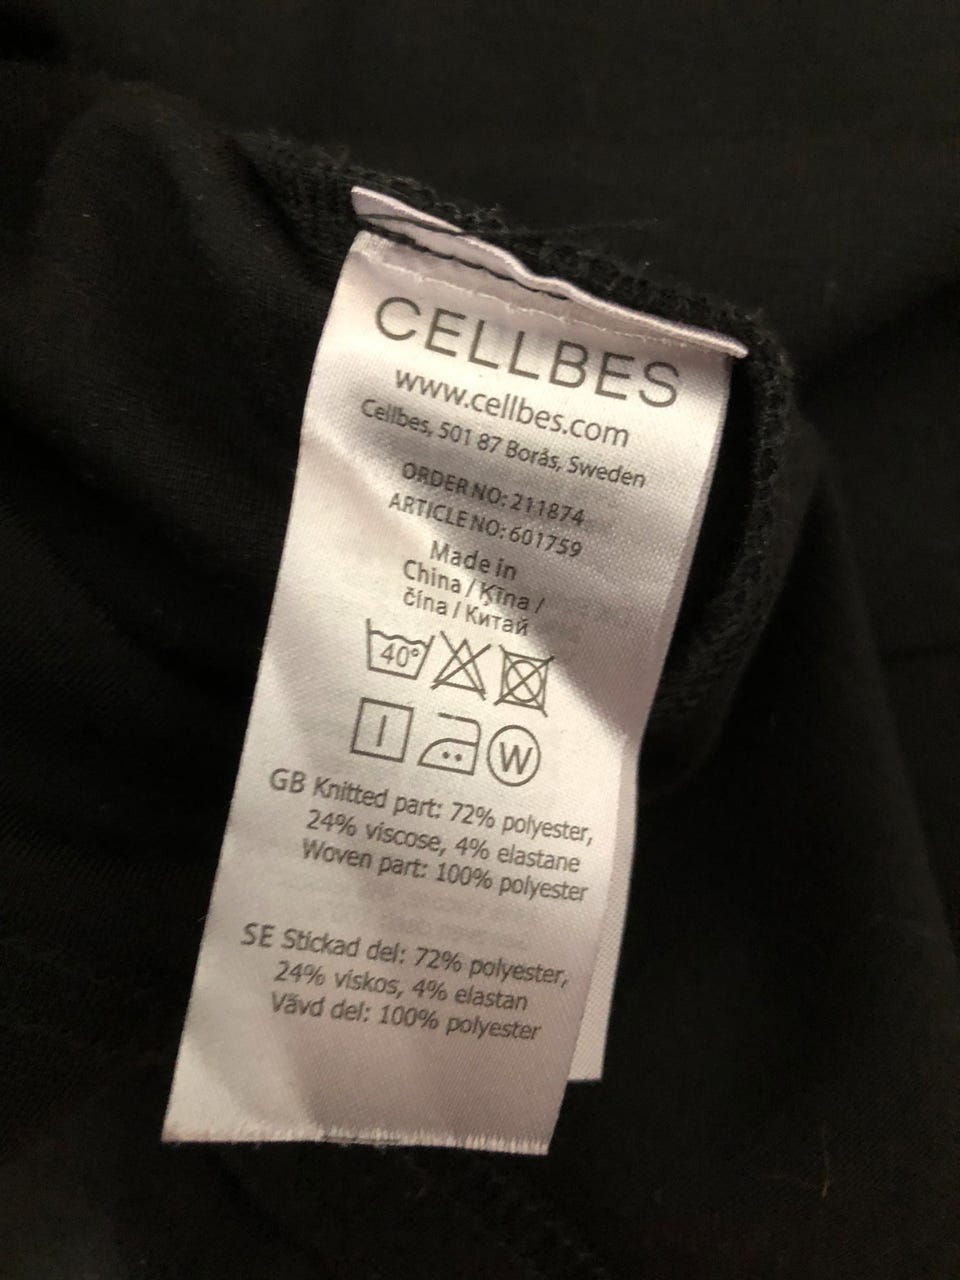 CELLBES
www.cellbes.com
Cellbes, 501 87 Borås, Sweden
ORDER NO: 211874
ARTICLE NO: 601759
Made in
China / Ķīna /
čína / Китай
40°
W
GB Knitted part: 72% polyester,
24% viscose, 4% elastane
Woven part: 100% polyester
SE Stickad del: 72% polyester,
24% viskos, 4% elastan
Vävd del: 100% polyester